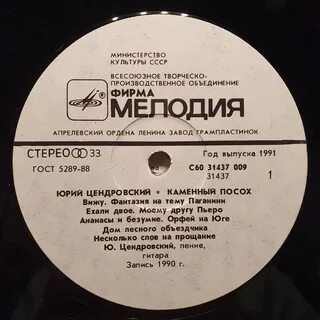 МИНИСТЕРСТВО
КУЛЬТУРЫ СССР
ВСЕСОЮЗНОЕ ТВОРЧЕСКО-
ПРОИЗВОДСТВЕННОЕ ОБЪЕДИНЕНИЕ
ФИРМА
МЕЛОДИЯ
АПРЕЛЕВСКИЙ ОРДЕНА ЛЕНИНА ЗАВОД ГРАМПЛАСТИНОК
СТЕРЕО 33
Год выпуска 1991
ГОСТ 5289-88
С60 31437 009
31437
1
ЮРИЙ ЦЕНДРОВСКИЙ • КАМЕННЫЙ ПОСОХ
Вижу. Фантазия на тему Паганини
Ехали двое. Моему другу Пьеро
Ананасы и безумие. Орфей на Юге
Дом лесного объездчика
Несколько слов на прощание
Ю. Цендровский, пение,
гитара
Запись 1990 г.